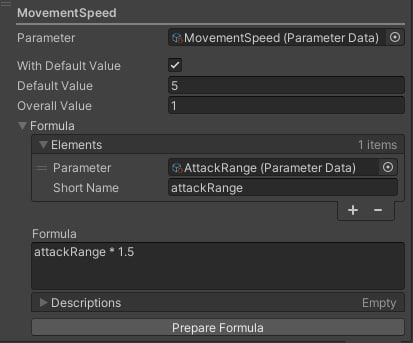 MovementSpeed
Parameter MovementSpeed (Parameter Data)
With Default Value
Default Value 5
Overall Value 1
Formula
Elements 1 items
Parameter AttackRange (Parameter Data)
Short Name attackRange
+ −
Formula
attackRange * 1.5
Descriptions Empty
Prepare Formula